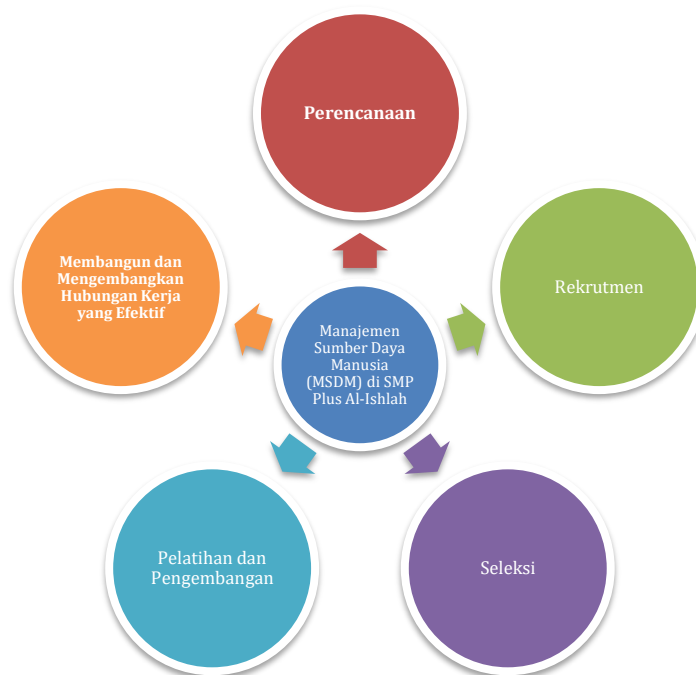 Perencanaan
Rekrutmen
Seleksi
Pelatihan dan
Pengembangan
Membangun dan
Mengembangkan
Hubungan Kerja
yang Efektif
Manajemen
Sumber Daya
Manusia
(MSDM) di SMP
Plus Al-Ishlah